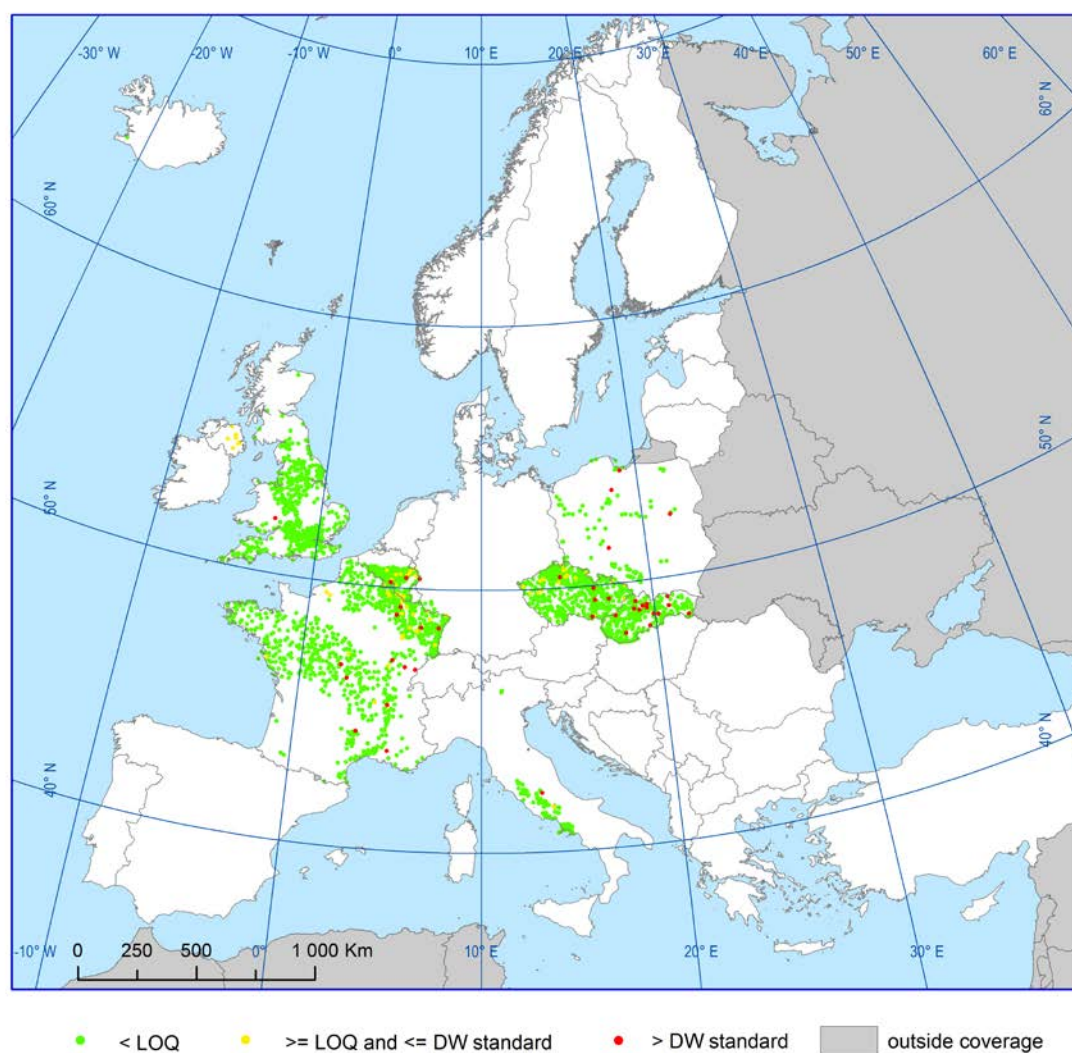 -30° W -20° W -10° W 0° 10° E 20° E 30° E 40° E 50° E 60° E
60° N 60° N
50° N 50° N
40° N 40° N
-10° W 0° 10° E 20° E 30° E
0 250 500 1 000 Km
< LOQ >= LOQ and <= DW standard > DW standard outside coverage